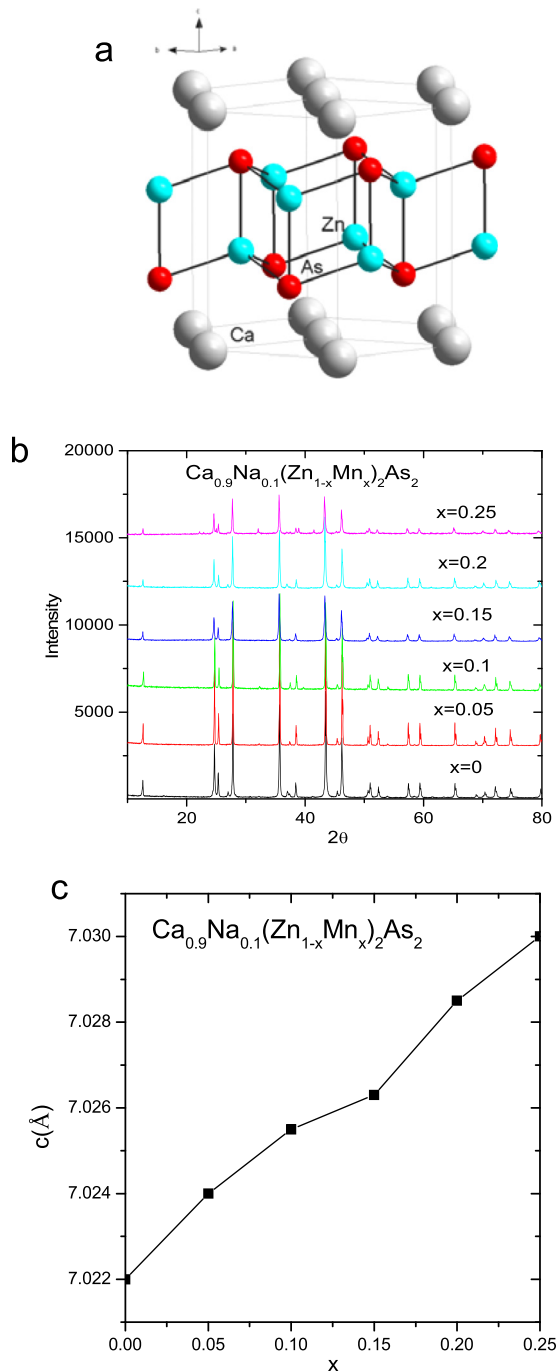 a
c
b a
Zn
As
Ca
b
20000
15000
10000
5000
Intensity
Ca0.9Na0.1(Zn1-xMnx)2As2
x=0.25
x=0.2
x=0.15
x=0.1
x=0.05
x=0
20 40 60 80
2θ
c
7.030
7.028
7.026
7.024
7.022
c(Å)
Ca0.9Na0.1(Zn1-xMnx)2As2
0.00 0.05 0.10 0.15 0.20 0.25
x